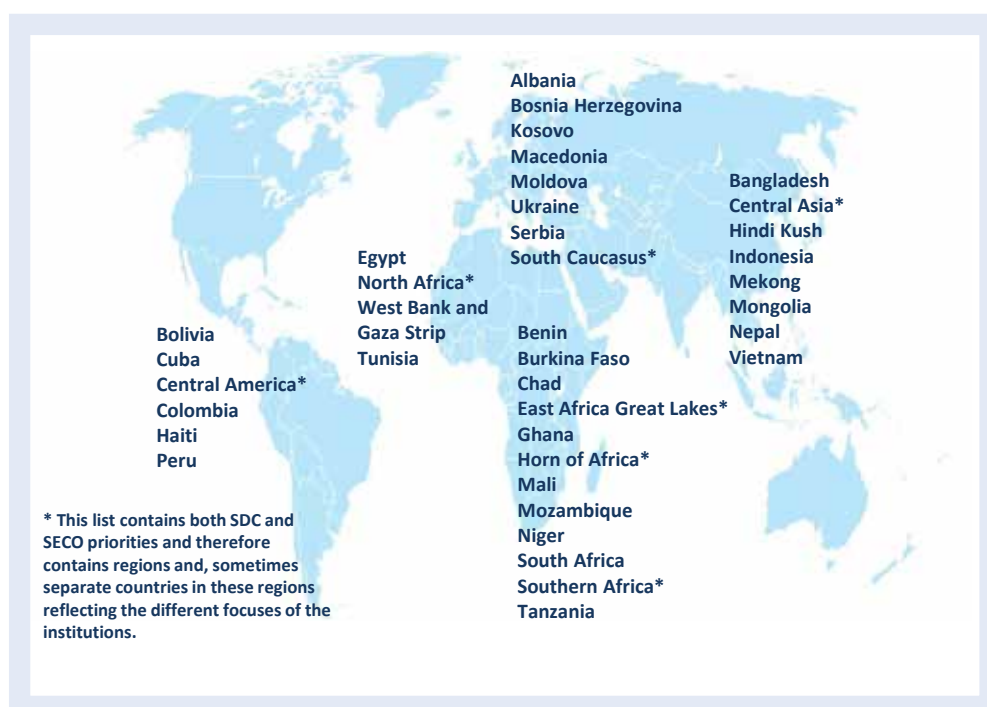 Albania
Bosnia Herzegovina
Kosovo
Macedonia
Moldova
Ukraine
Serbia
South Caucasus*
Bangladesh
Central Asia*
Hindi Kush
Indonesia
Mekong
Mongolia
Nepal
Vietnam
Egypt
North Africa*
West Bank and
Gaza Strip
Tunisia
Bolivia
Cuba
Central America*
Colombia
Haiti
Peru
Benin
Burkina Faso
Chad
East Africa Great Lakes*
Ghana
Horn of Africa*
Mali
Mozambique
Niger
South Africa
Southern Africa*
Tanzania
* This list contains both SDC and
SECO priorities and therefore
contains regions and, sometimes
separate countries in these regions
reflecting the different focuses of the
institutions.